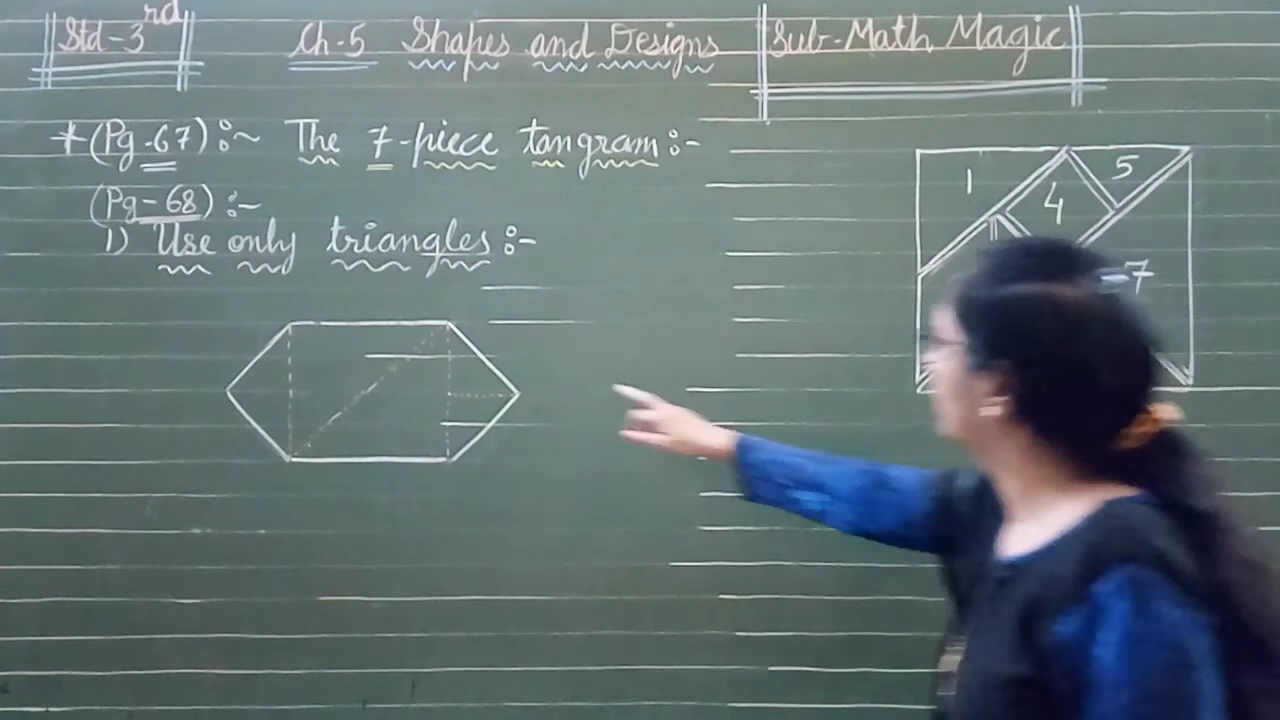 Std-3rd Ch-5 Shapes and Designs Sub-Math Magic
*(Pg-67):~ The 7-piece tangram:-
(Pg-68):~
1) Use only triangles:-
1 5
4
7